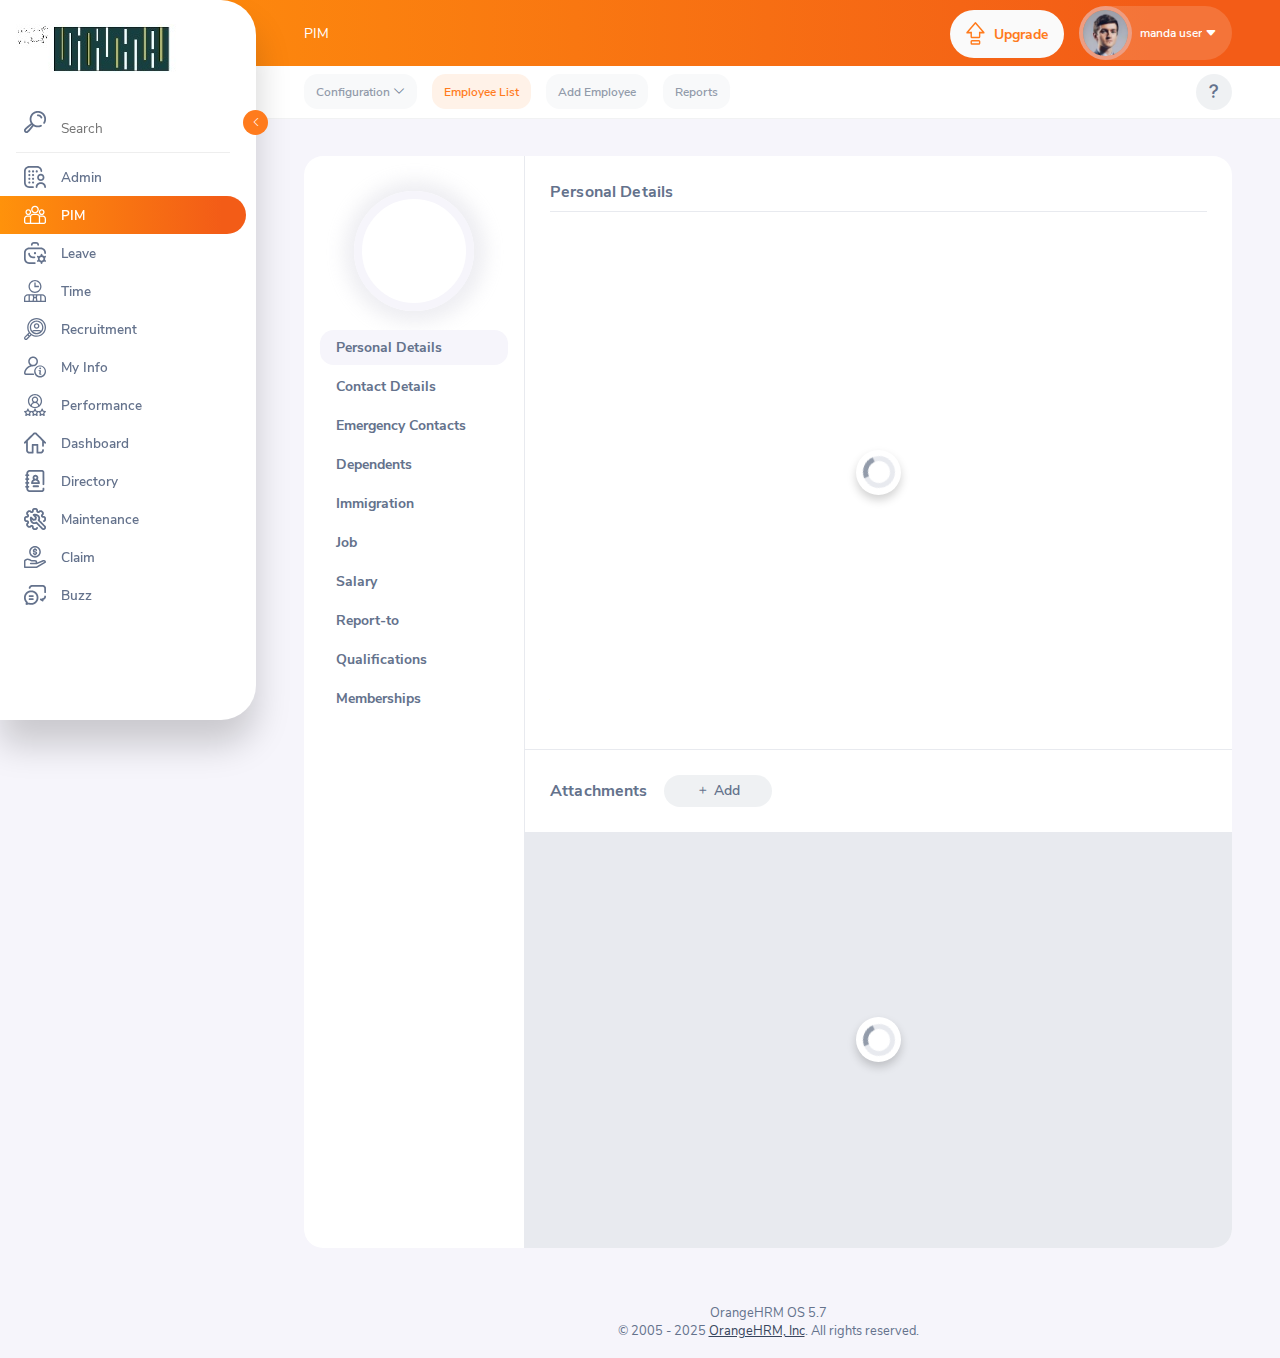 PIM
Upgrade
manda user
Configuration
Employee List
Add Employee
Reports
?
Search
Admin
PIM
Leave
Time
Recruitment
My Info
Performance
Dashboard
Directory
Maintenance
Claim
Buzz
Personal Details
Contact Details
Emergency Contacts
Dependents
Immigration
Job
Salary
Report-to
Qualifications
Memberships
Personal Details
Attachments
+ Add
OrangeHRM OS 5.7
© 2005 - 2025 OrangeHRM, Inc. All rights reserved.